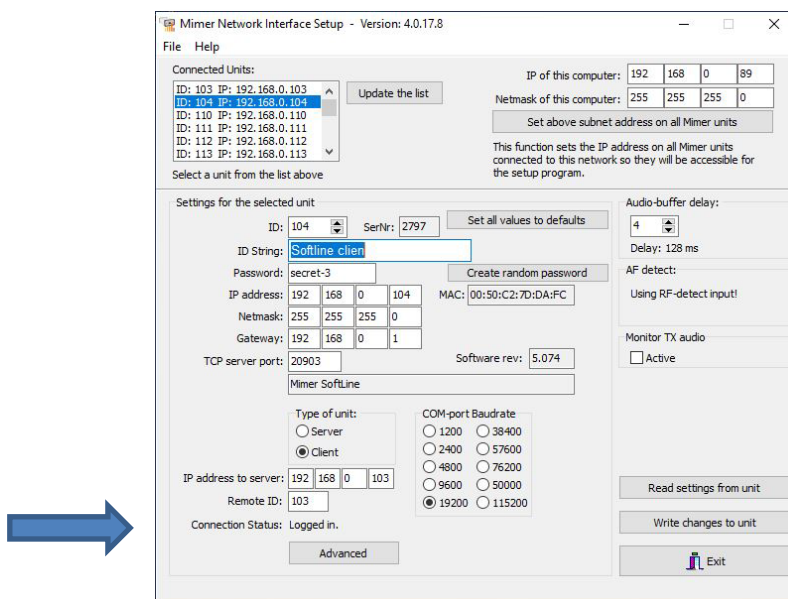 Mimer Network Interface Setup - Version: 4.0.17.8
File Help
Connected Units:
ID: 103 IP: 192.168.0.103
ID: 104 IP: 192.168.0.104
ID: 110 IP: 192.168.0.110
ID: 111 IP: 192.168.0.111
ID: 112 IP: 192.168.0.112
ID: 113 IP: 192.168.0.113
Select a unit from the list above
Update the list
IP of this computer: 192 168 0 89
Netmask of this computer: 255 255 255 0
Set above subnet address on all Mimer units
This function sets the IP address on all Mimer units
connected to this network so they will be accessible for
the setup program.
Settings for the selected unit
ID: 104 SerNr: 2797 Set all values to defaults
ID String: Softline clien
Password: secret-3 Create random password
IP address: 192 168 0 104 MAC: 00:50:C2:7D:DA:FC
Netmask: 255 255 255 0
Gateway: 192 168 0 1
TCP server port: 20903 Software rev: 5.074
Mimer SoftLine
Type of unit:
Server
Client
COM-port Baudrate
1200 38400
2400 57600
4800 76200
9600 50000
19200 115200
IP address to server: 192 168 0 103
Remote ID: 103
Connection Status: Logged in.
Advanced
Audio-buffer delay:
4
Delay: 128 ms
AF detect:
Using RF-detect input!
Monitor TX audio
Active
Read settings from unit
Write changes to unit
Exit